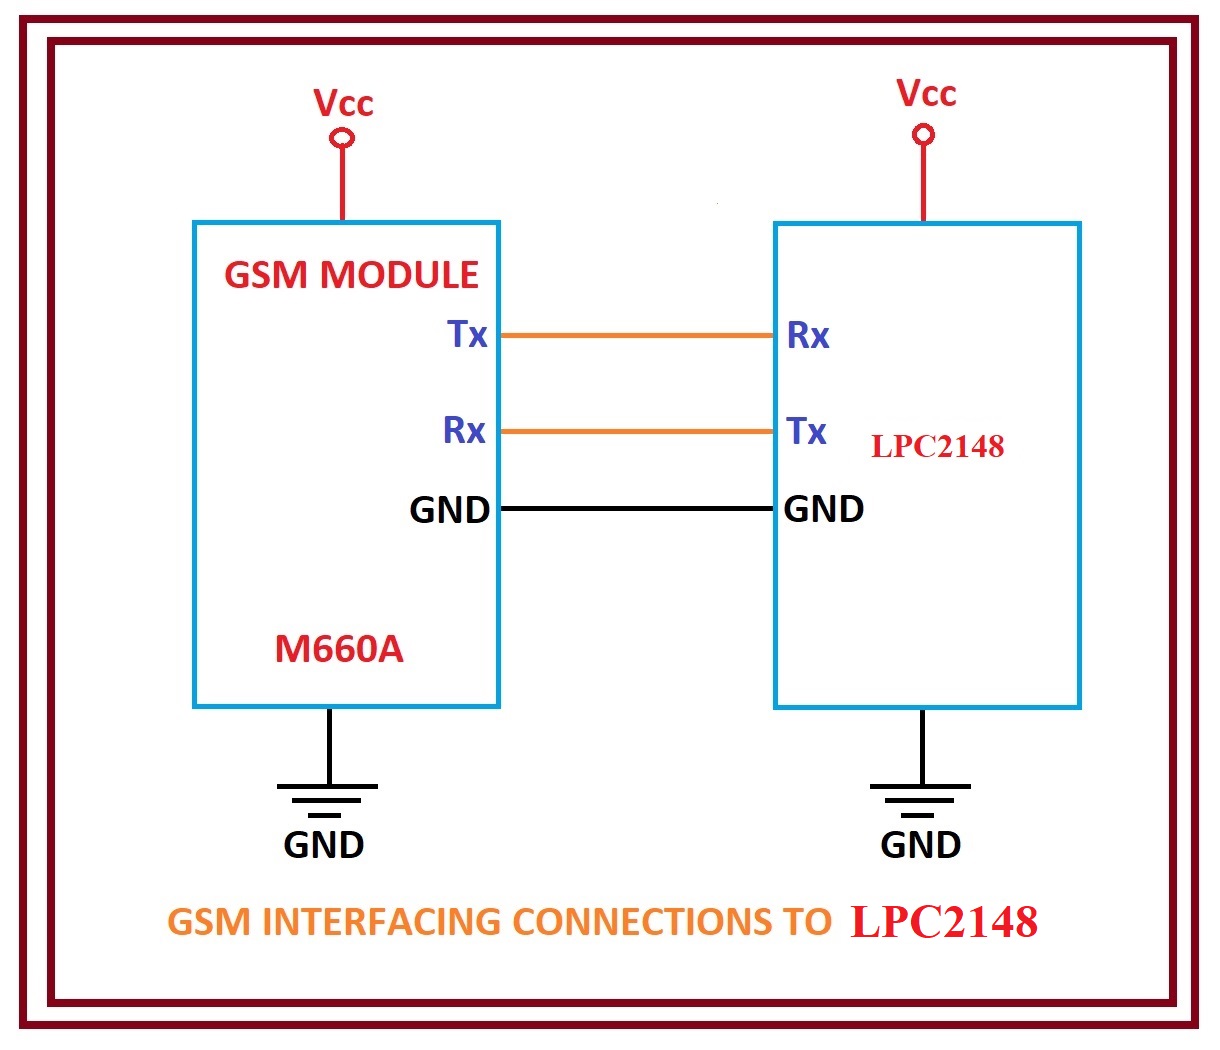 Vcc
Vcc
GSM MODULE
Tx
Rx
Rx
Tx
LPC2148
GND
GND
M660A
GND
GND
GSM INTERFACING CONNECTIONS TO LPC2148